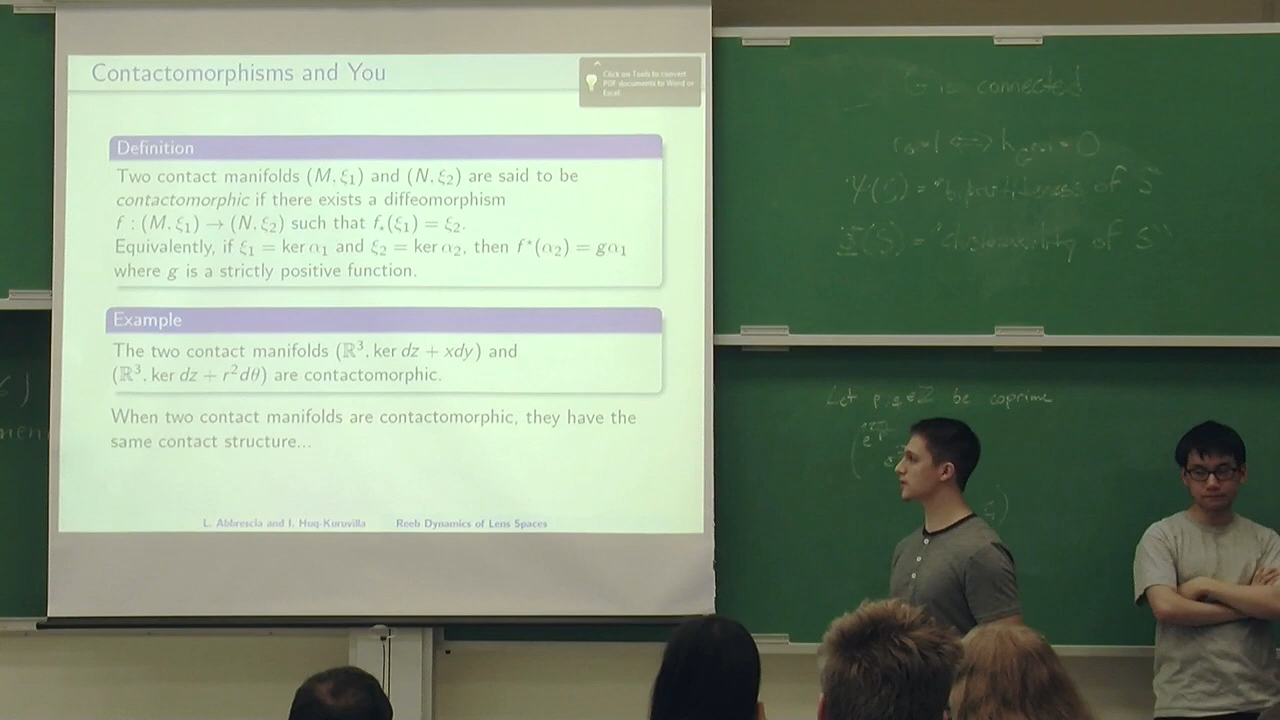 Contactomorphisms and You
Click on Tools to convert
PDF documents to Word or
Excel.
Definition
Two contact manifolds (M, ξ₁) and (N, ξ₂) are said to be
contactomorphic if there exists a diffeomorphism
f : (M, ξ₁) → (N, ξ₂) such that f*(ξ₁) = ξ₂.
Equivalently, if ξ₁ = ker α₁ and ξ₂ = ker α₂, then f*(α₂) = gα₁
where g is a strictly positive function.
Example
The two contact manifolds (ℝ³, ker dz + xdy) and
(ℝ³, ker dz + r²dθ) are contactomorphic.
When two contact manifolds are contactomorphic, they have the
same contact structure...
L. Abbrescia and I. Huq-Kuruvilla Reeb Dynamics of Lens Spaces
G is connected
of S"
of S"
Let p, q ∈ Z be coprime